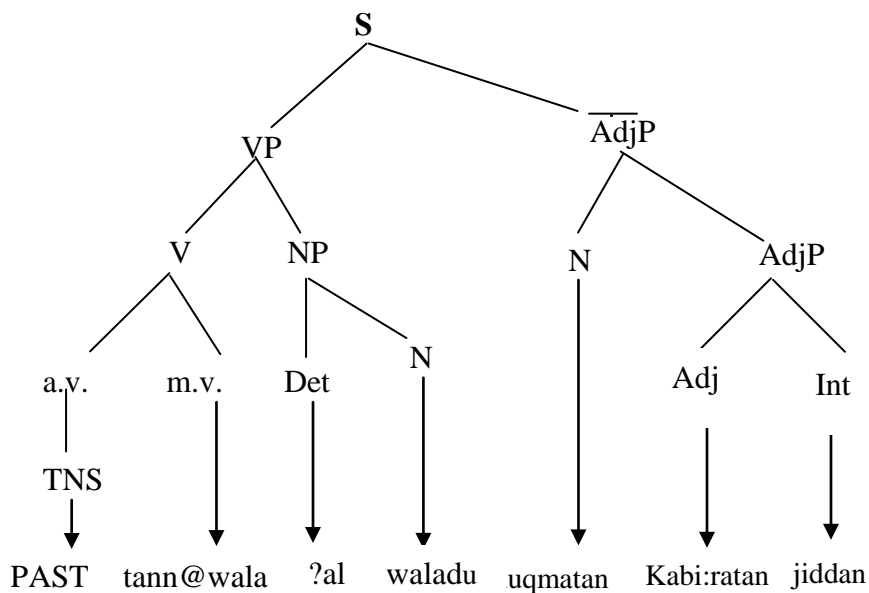 S
VP AdjP
V NP N AdjP
a.v. m.v. Det N Adj Int
TNS
PAST tann@wala ?al waladu uqmatan Kabi:ratan jiddan